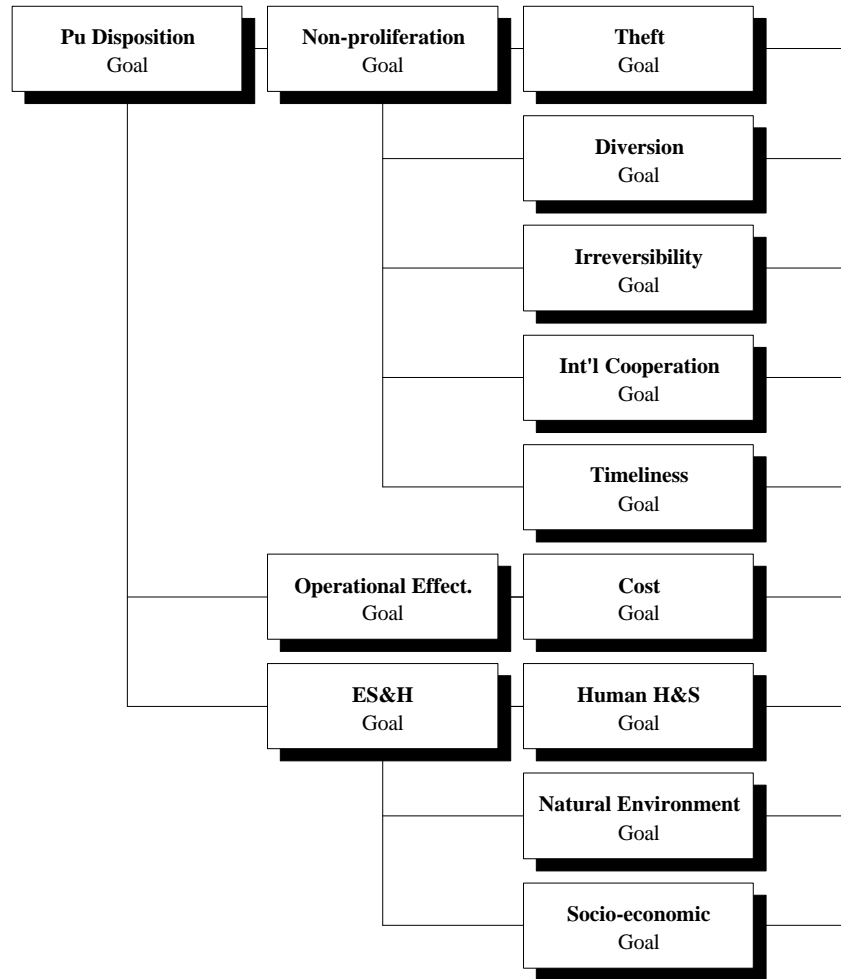 Pu Disposition
Goal
Non-proliferation
Goal
Theft
Goal
Diversion
Goal
Irreversibility
Goal
Int'l Cooperation
Goal
Timeliness
Goal
Operational Effect.
Goal
Cost
Goal
ES&H
Goal
Human H&S
Goal
Natural Environment
Goal
Socio-economic
Goal